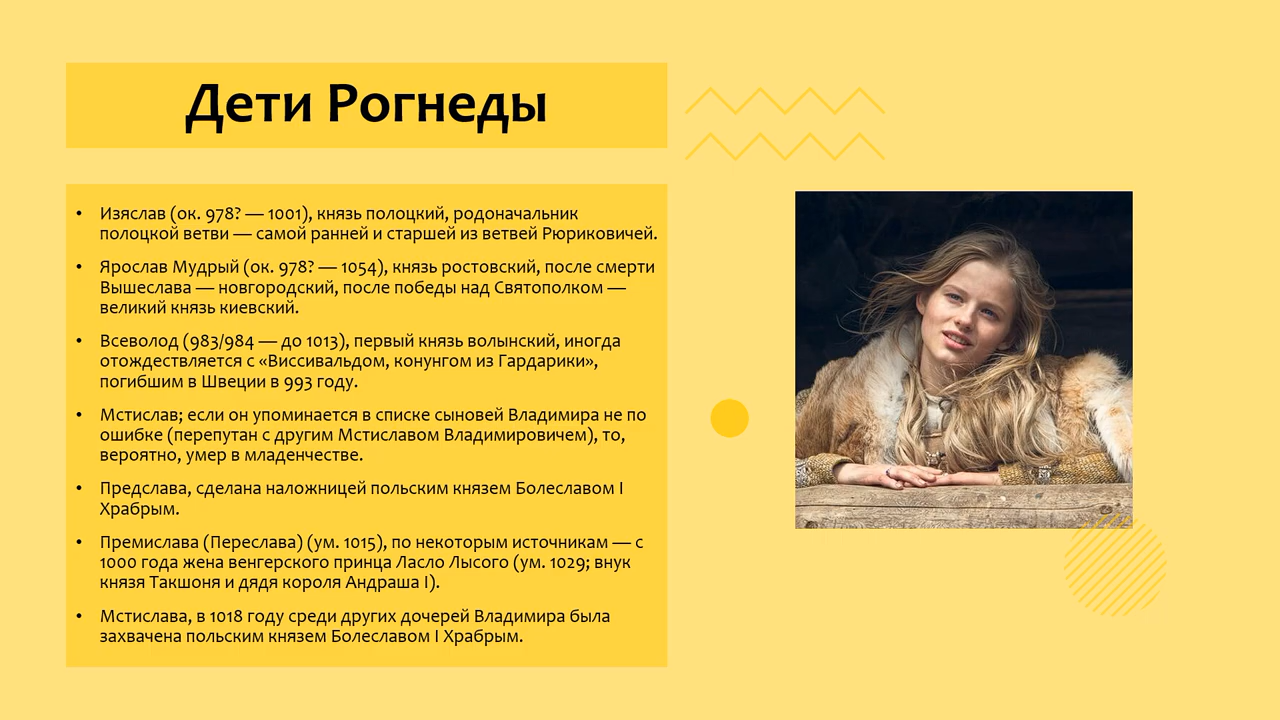 Дети Рогнеды
• Изяслав (ок. 978? — 1001), князь полоцкий, родоначальник
полоцкой ветви — самой ранней и старшей из ветвей Рюриковичей.
• Ярослав Мудрый (ок. 978? — 1054), князь ростовский, после смерти
Вышеслава — новгородский, после победы над Святополком —
великий князь киевский.
• Всеволод (983/984 — до 1013), первый князь волынский, иногда
отождествляется с «Виссивальдом, конунгом из Гардарики»,
погибшим в Швеции в 993 году.
• Мстислав; если он упоминается в списке сыновей Владимира не по
ошибке (перепутан с другим Мстиславом Владимировичем), то,
вероятно, умер в младенчестве.
• Предслава, сделана наложницей польским князем Болеславом I
Храбрым.
• Премислава (Переслава) (ум. 1015), по некоторым источникам — с
1000 года жена венгерского принца Ласло Лысого (ум. 1029; внук
князя Такшоня и дядя короля Андраша I).
• Мстислава, в 1018 году среди других дочерей Владимира была
захвачена польским князем Болеславом I Храбрым.